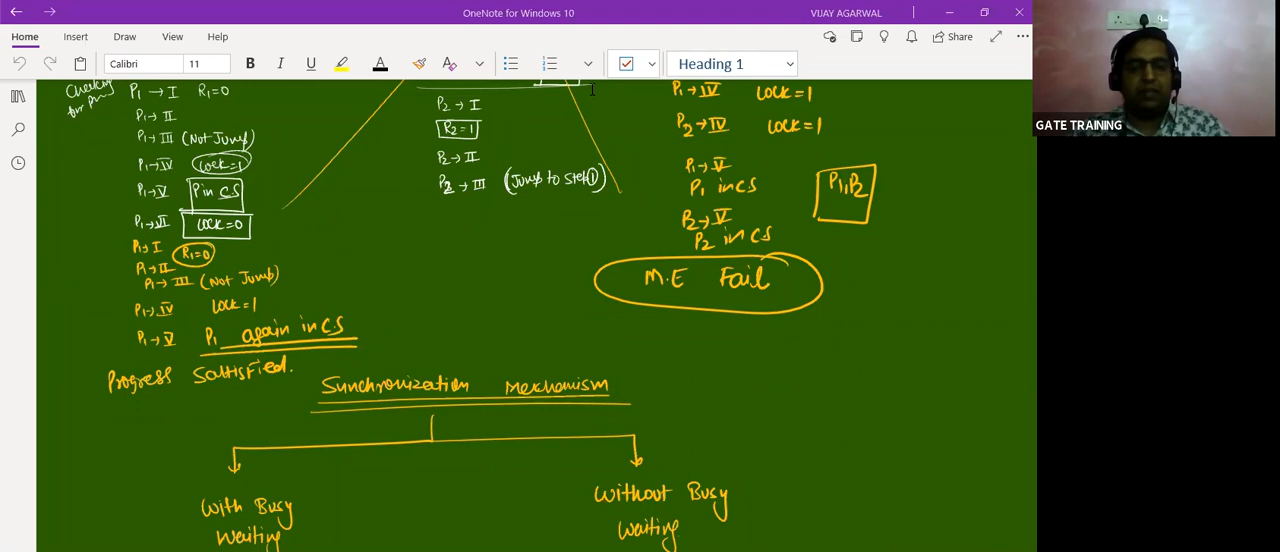 OneNote for Windows 10
VIJAY AGARWAL
Home Insert Draw View Help
Share
Calibri 11 B I U A Heading 1
GATE TRAINING
Checking
for
P1 → I R1=0
P1 → II
P1 → III (Not Jump)
P1 → IV Lock=1
P1 → V P in C.S
P1 → VI Lock=0
P1 → I R1=0
P1 → II
P1 → III (Not Jump)
P1 → IV Lock=1
P1 → V P1 again in C.S
Progress Satisfied.
P2 → I
R2=1
P2 → II
P2 → III (Jump to Step 1)
P1 → IV Lock=1
P2 → IV Lock=1
P1 → V
P1 in CS
P2 → V
P2 in CS
P1, P2
M.E Fail
Synchronization Mechanism
With Busy
Waiting
Without Busy
Waiting